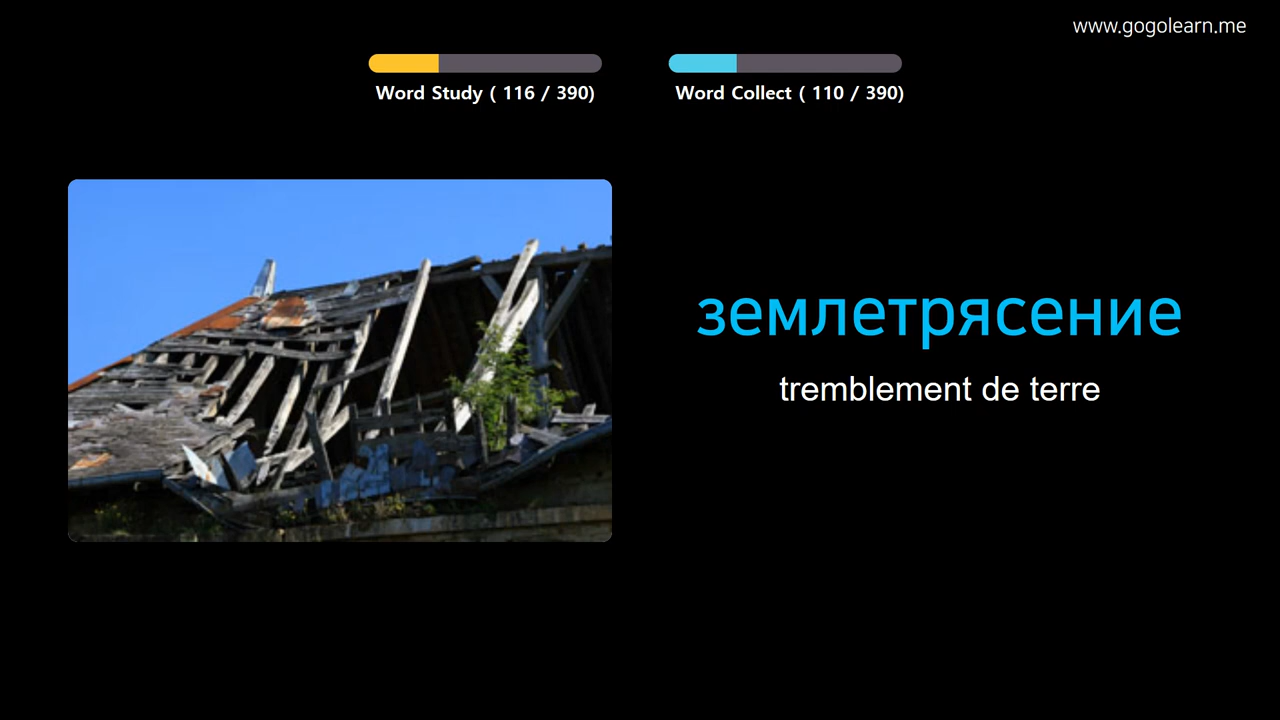 www.gogolearn.me
Word Study ( 116 / 390)
Word Collect ( 110 / 390)
землетрясение
tremblement de terre